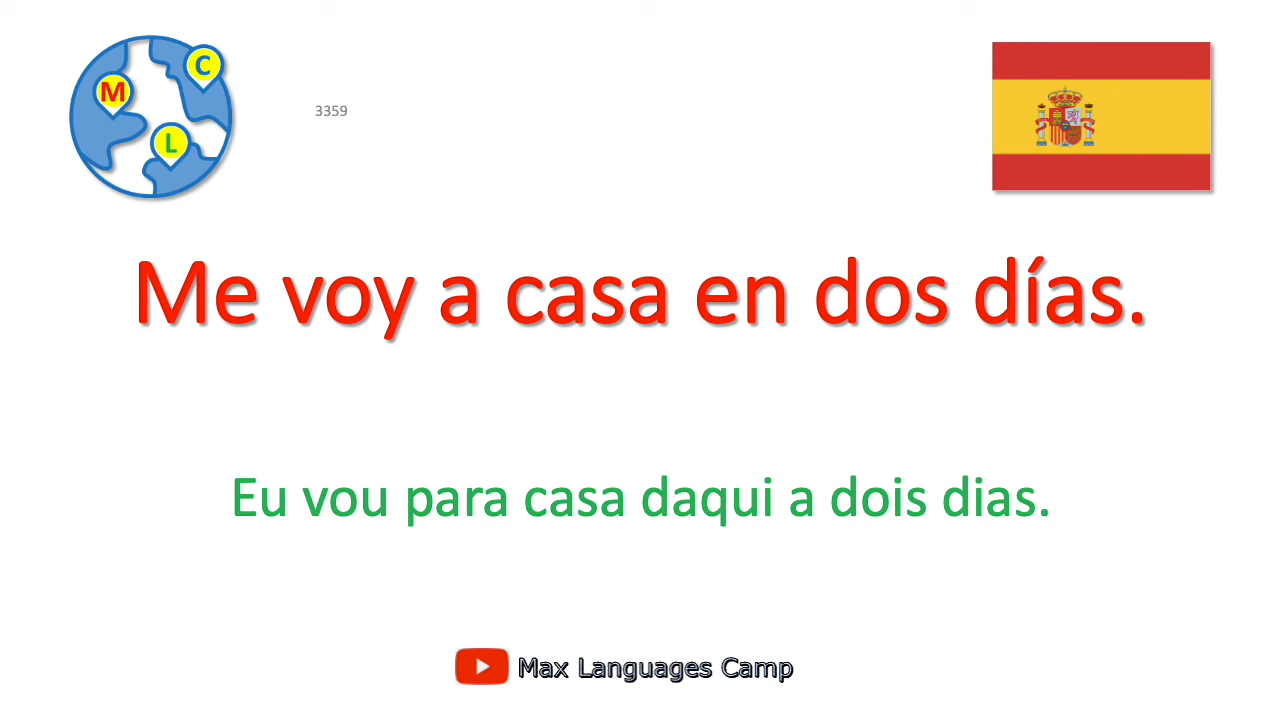 M
C
L
3359
Me voy a casa en dos días.
Eu vou para casa daqui a dois dias.
Max Languages Camp